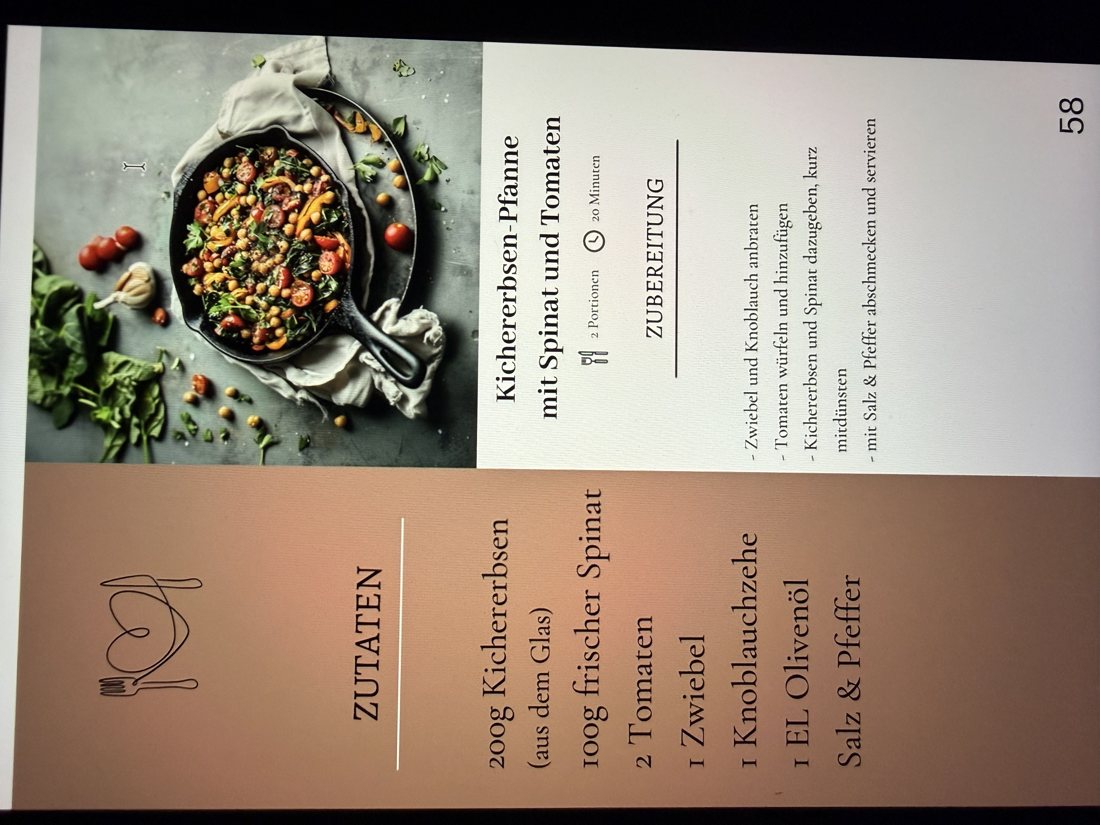 ZUTATEN
200g Kichererbsen
(aus dem Glas)
100g frischer Spinat
2 Tomaten
1 Zwiebel
1 Knoblauchzehe
1 EL Olivenöl
Salz & Pfeffer
Kichererbsen-Pfanne
mit Spinat und Tomaten
2 Portionen 20 Minuten
ZUBEREITUNG
- Zwiebel und Knoblauch anbraten
- Tomaten würfeln und hinzufügen
- Kichererbsen und Spinat dazugeben, kurz
mitdünsten
- mit Salz & Pfeffer abschmecken und servieren
58